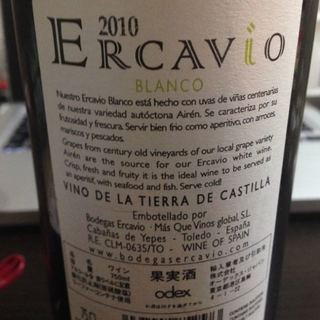 2010
ERCAVIO
BLANCO
Nuestro Ercavio Blanco está hecho con uvas de viñas centenarias
de nuestra variedad autóctona Airén. Se caracteriza por su
frutosidad y frescura. Servir bien frío como aperitivo, con arroces,
mariscos y pescados.
Grapes from century old vineyards of our local grape variety
Airén are the source for our Ercavio white wine.
Crisp, fresh and fruity it is the ideal wine to be served as
an aperitif, with seafood and fish. Serve cold!
VINO DE LA TIERRA DE CASTILLA
Embotellado por
Bodegas Ercavio · Más Que Vinos global, S.L.
Cabañas de Yepes - Toledo - España
R.E. CLM-0635/TO - WINE OF SPAIN
www.bodegasercavio.com
ワイン
750ml
果実酒
odex